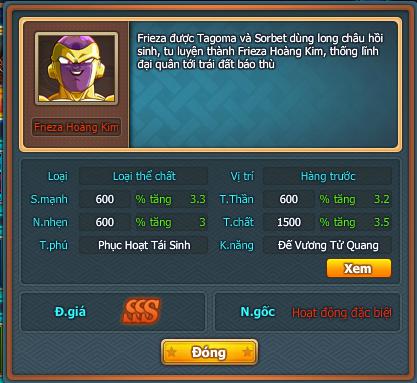 Frieza được Tagoma và Sorbet dùng long châu hồi
sinh, tu luyện thành Frieza Hoàng Kim, thống lĩnh
đại quân tới trái đất báo thù
Frieza Hoàng Kim
Loại Loại thể chất Vị trí Hàng trước
S.mạnh 600 % tăng 3.3 T.Thần 600 % tăng 3.2
N.nhẹn 600 % tăng 3 T.chất 1500 % tăng 3.5
T.phú Phục Hoạt Tái Sinh K.năng Đế Vương Tử Quang
Xem
Đ.giá SSS N.gốc Hoạt động đặc biệt
Đóng